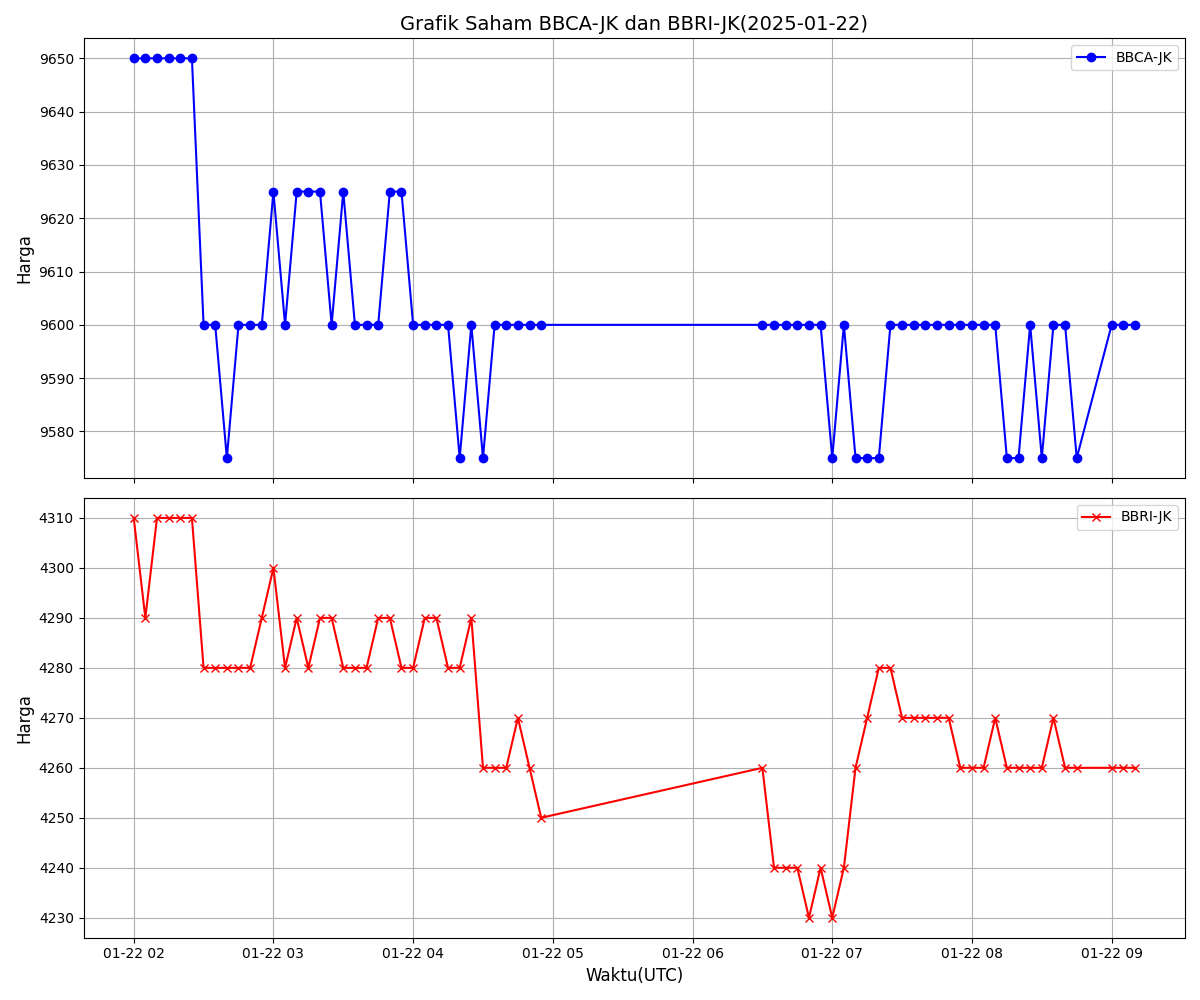 Grafik Saham BBCA-JK dan BBRI-JK(2025-01-22)
BBCA-JK
Harga
9650
9640
9630
9620
9610
9600
9590
9580
BBRI-JK
Harga
4310
4300
4290
4280
4270
4260
4250
4240
4230
01-22 02 01-22 03 01-22 04 01-22 05 01-22 06 01-22 07 01-22 08 01-22 09
Waktu(UTC)